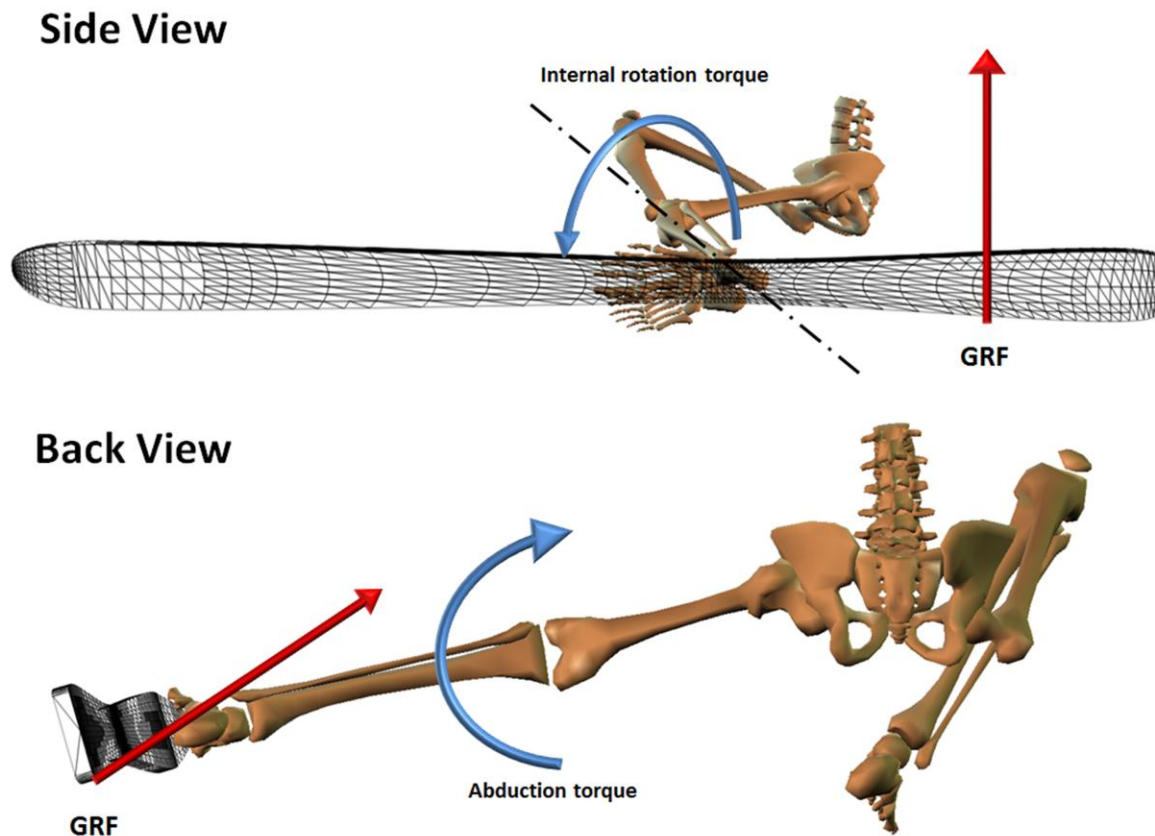 Side View
Internal rotation torque
GRF
Back View
Abduction torque
GRF